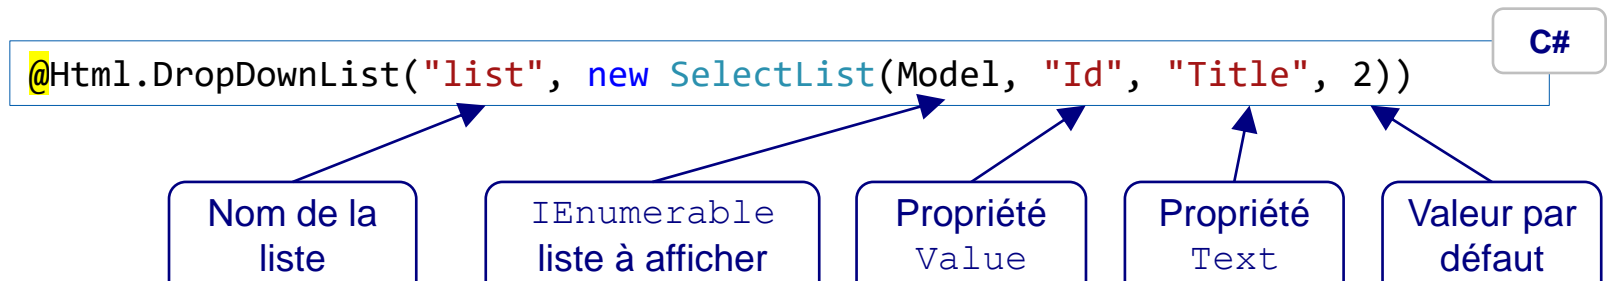 C#
@Html.DropDownList("list", new SelectList(Model, "Id", "Title", 2))
Nom de la
liste
IEnumerable
liste à afficher
Propriété
Value
Propriété
Text
Valeur par
défaut